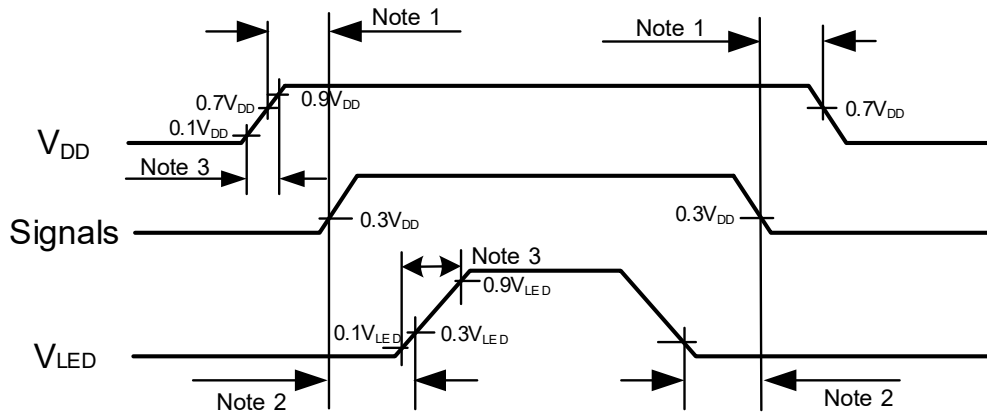 Note 1
Note 1
0.9VDD
0.7VDD
0.7VDD
0.1VDD
VDD
Note 3
0.3VDD
0.3VDD
Signals
Note 3
0.9VLED
0.1VLED
0.3VLED
VLED
Note 2
Note 2